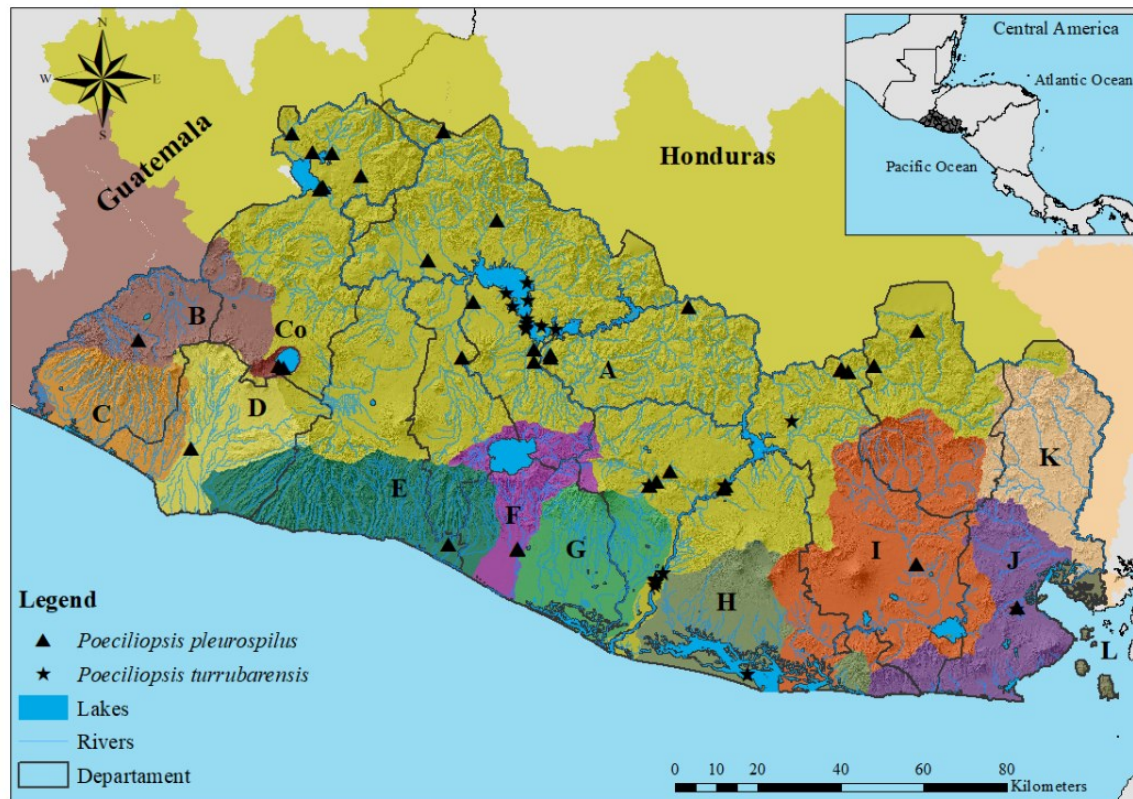 N
W
E
S
Guatemala
Honduras
Central America
Atlantic Ocean
Pacific Ocean
B
Co
C
D
A
E
F
G
H
I
J
K
L
Legend
Poeciliopsis pleurospilus
Poeciliopsis turrubarensis
Lakes
Rivers
Departament
0 10 20 40 60 80
Kilometers